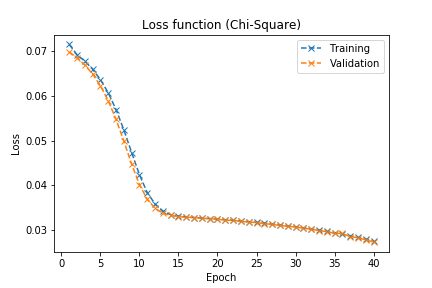 Loss function (Chi-Square)
Training
Validation
0.07
0.06
0.05
0.04
0.03
Loss
0 5 10 15 20 25 30 35 40
Epoch